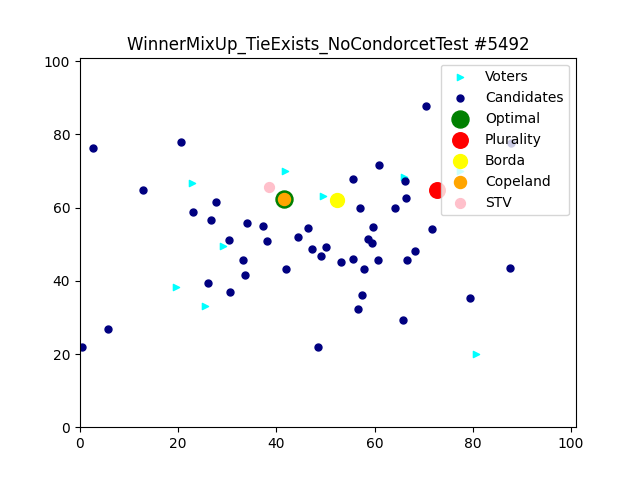 WinnerMixUp_TieExists_NoCondorcetTest #5492
100
80
60
40
20
0
0 20 40 60 80 100
Voters
Candidates
Optimal
Plurality
Borda
Copeland
STV